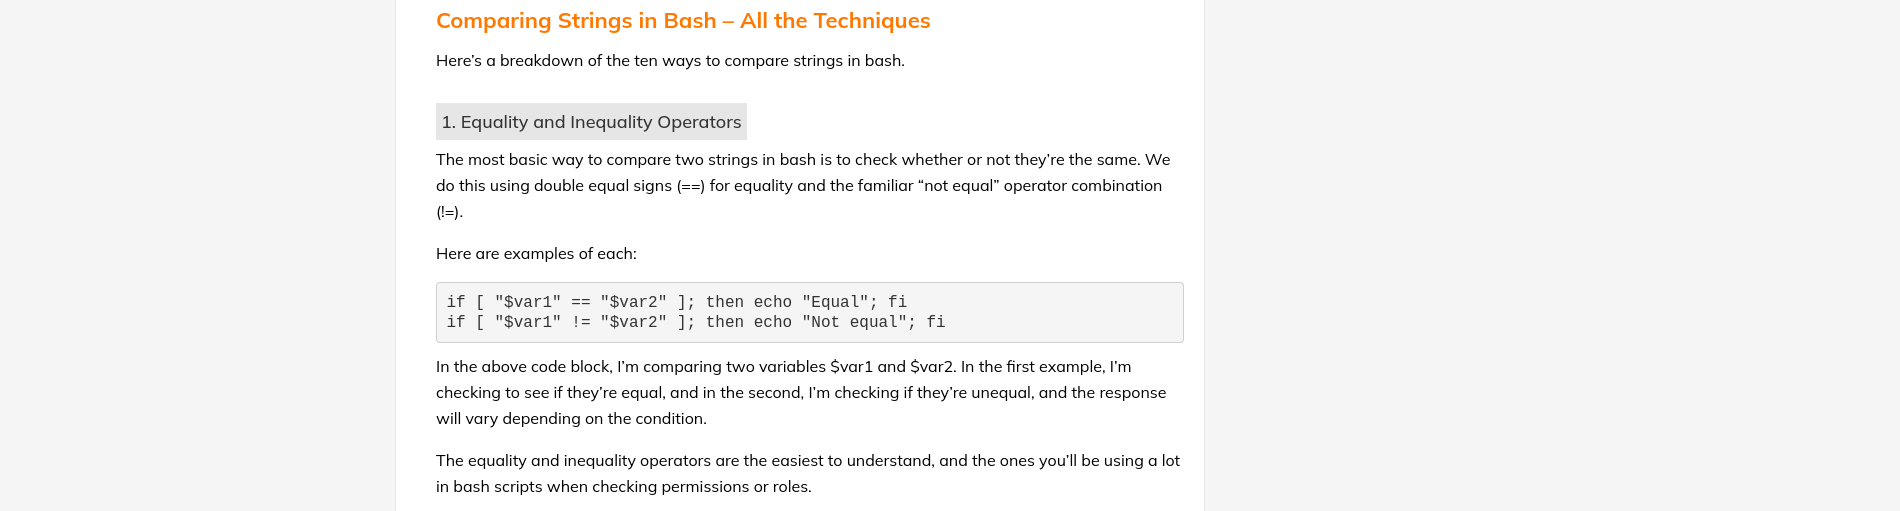 Comparing Strings in Bash – All the Techniques
Here’s a breakdown of the ten ways to compare strings in bash.
1. Equality and Inequality Operators
The most basic way to compare two strings in bash is to check whether or not they’re the same. We
do this using double equal signs (==) for equality and the familiar “not equal” operator combination
(!=).
Here are examples of each:
if [ "$var1" == "$var2" ]; then echo "Equal"; fi
if [ "$var1" != "$var2" ]; then echo "Not equal"; fi
In the above code block, I’m comparing two variables $var1 and $var2. In the first example, I’m
checking to see if they’re equal, and in the second, I’m checking if they’re unequal, and the response
will vary depending on the condition.
The equality and inequality operators are the easiest to understand, and the ones you’ll be using a lot
in bash scripts when checking permissions or roles.